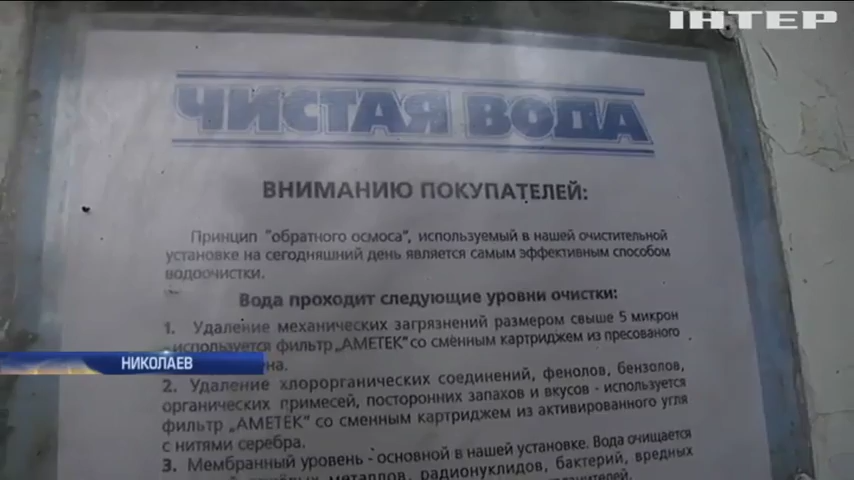 ІНТЕР
ЧИСТАЯ ВОДА
ВНИМАНИЮ ПОКУПАТЕЛЕЙ:
Принцип "обратного осмоса", используемый в нашей очистительной
установке на сегодняшний день является самым эффективным способом
водоочистки.
Вода проходит следующие уровни очистки:
1. Удаление механических загрязнений размером свыше 5 микрон
- используется фильтр „АМЕТЕК" со сменным картриджем из пресованого
НИКОЛАЕВ
2. Удаление хлорорганических соединений, фенолов, бензолов,
органических примесей, посторонних запахов и вкусов - используется
фильтр „АМЕТЕК" со сменным картриджем из активированного угля
с нитями серебра.
3. Мембранный уровень - основной в нашей установке. Вода очищается
металлов, радионуклидов, бактерий, вредных